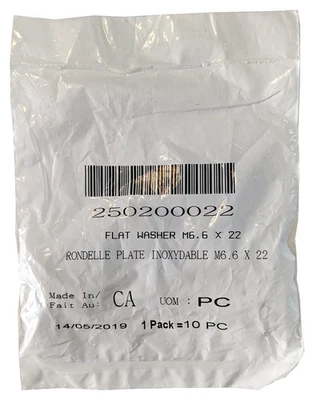 250200022
FLAT WASHER M6.6 X 22
RONDELLE PLATE INOXYDABLE M6.6 X 22
Made In/
Fait Au: CA UOM: PC
14/05/2019 1 Pack = 10 PC